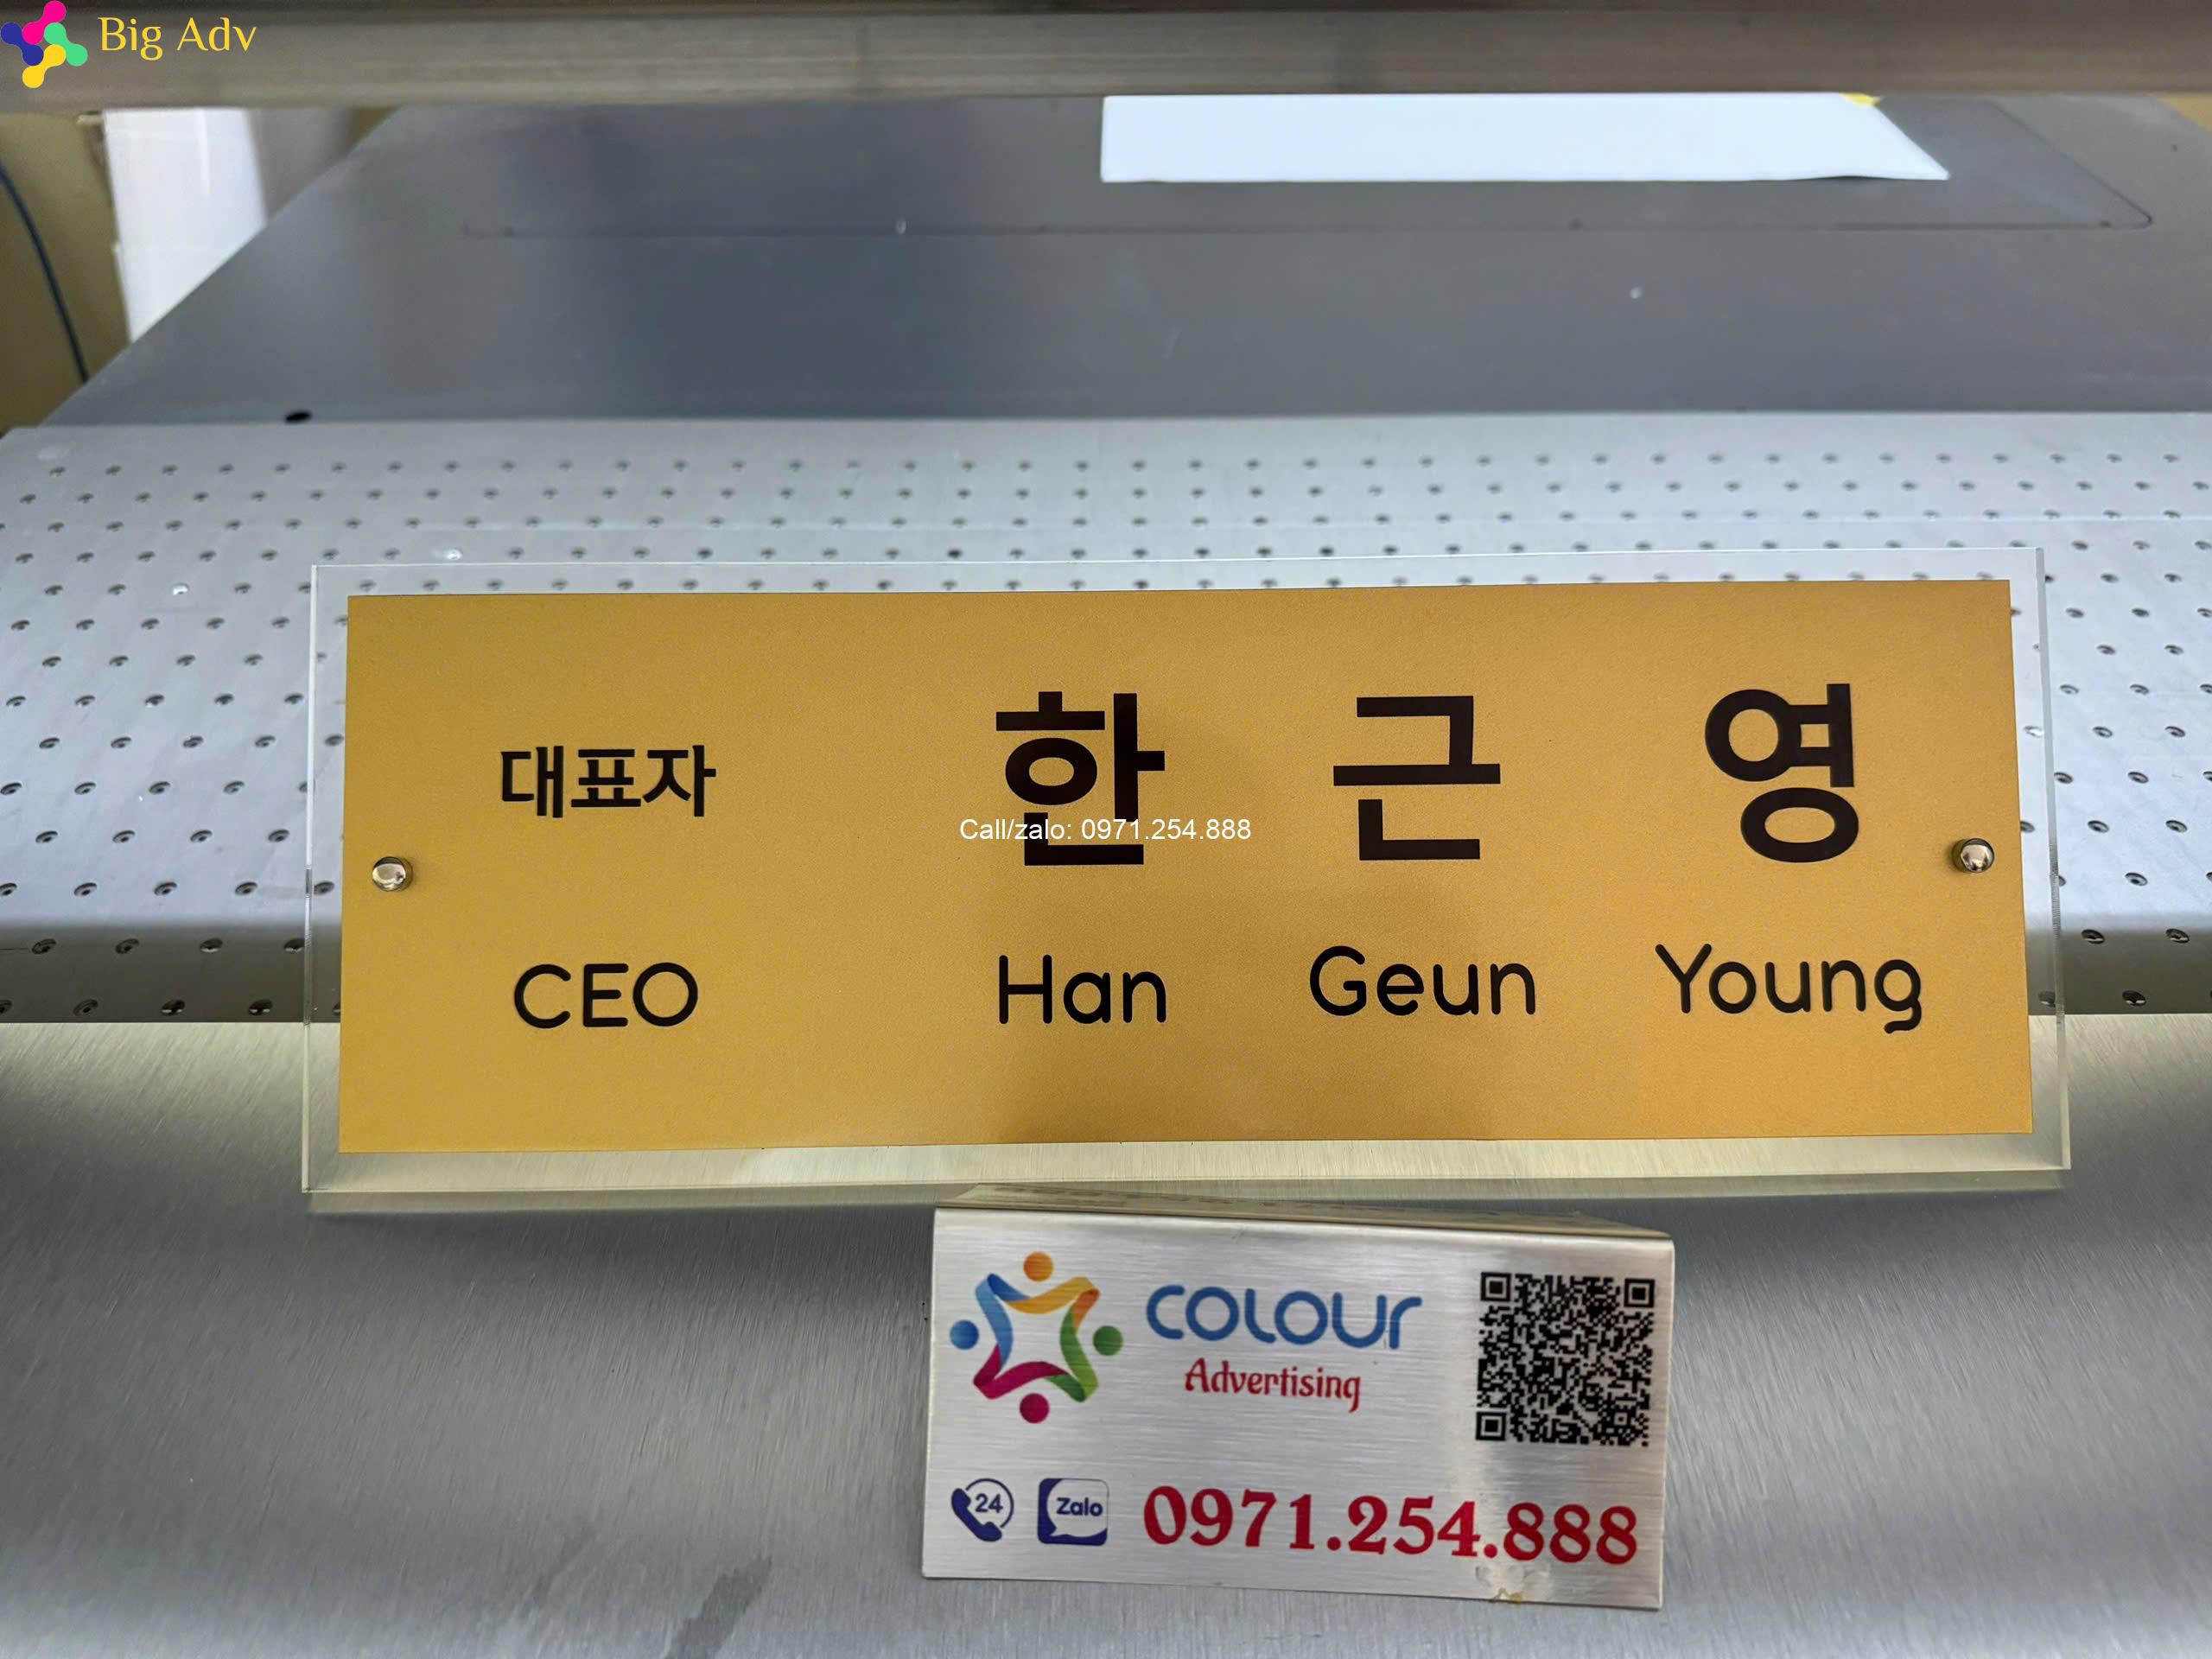 Big Adv
대표자 한 근 영
Call/zalo: 0971.254.888
CEO Han Geun Young
COLOUR
Advertising
24 Zalo 0971.254.888